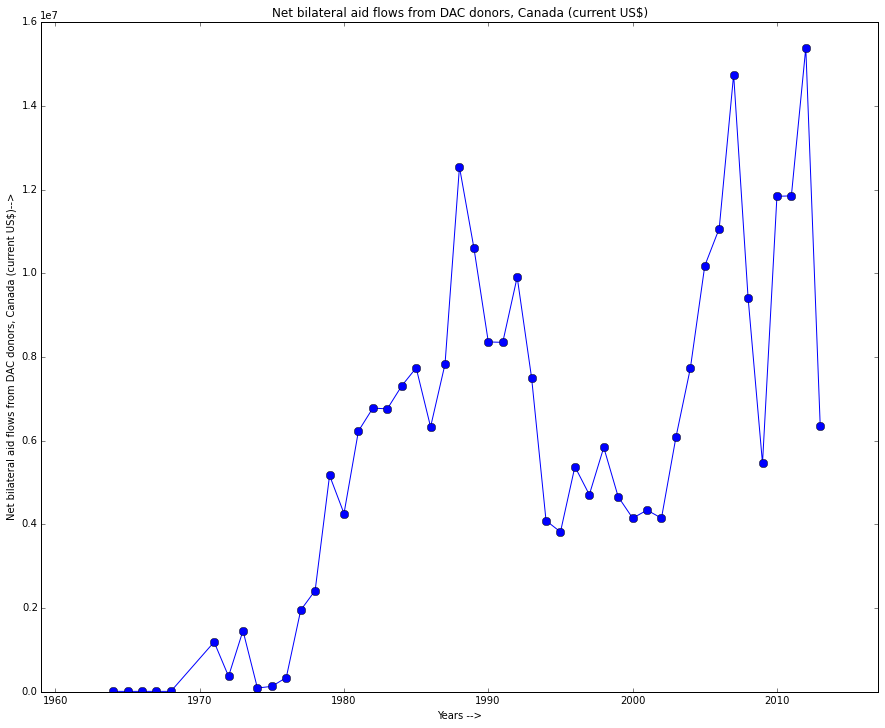 Net bilateral aid flows from DAC donors, Canada (current US$)
1e7
1.6
1.4
1.2
1.0
0.8
0.6
0.4
0.2
0.0
Net bilateral aid flows from DAC donors, Canada (current US$)-->
1960 1970 1980 1990 2000 2010
Years -->